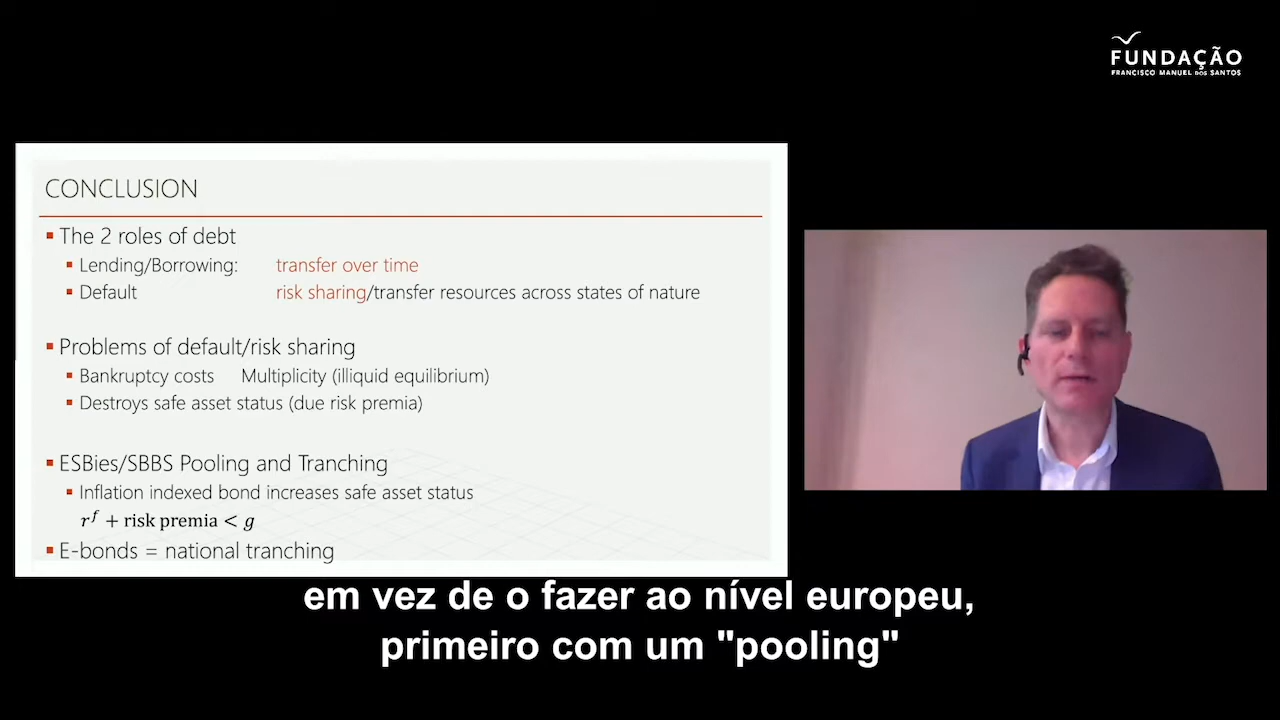 FUNDAÇÃO
FRANCISCO MANUEL DOS SANTOS
CONCLUSION
▪ The 2 roles of debt
▪ Lending/Borrowing: transfer over time
▪ Default risk sharing/transfer resources across states of nature
▪ Problems of default/risk sharing
▪ Bankruptcy costs Multiplicity (illiquid equilibrium)
▪ Destroys safe asset status (due risk premia)
▪ ESBies/SBBS Pooling and Tranching
▪ Inflation indexed bond increases safe asset status
r^f + risk premia < g
▪ E-bonds = national tranching
em vez de o fazer ao nível europeu,
primeiro com um "pooling"